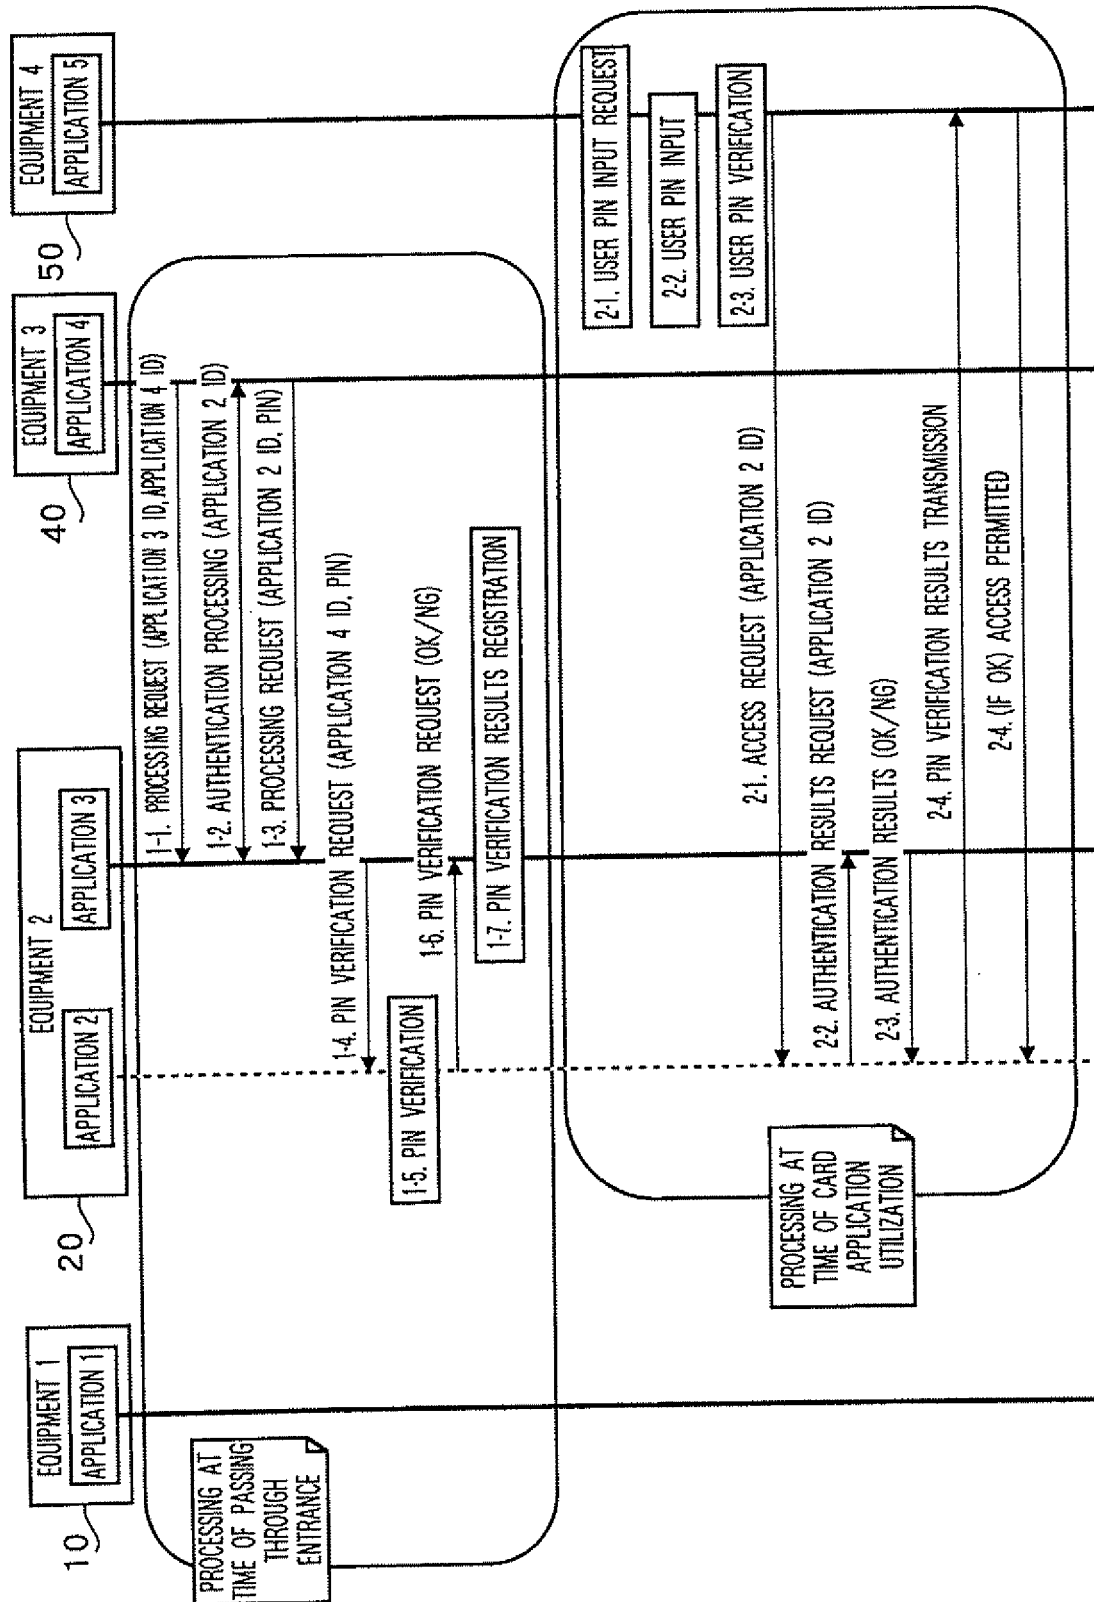 EQUIPMENT 1
APPLICATION 1
10
EQUIPMENT 2
APPLICATION 2
APPLICATION 3
20
EQUIPMENT 3
APPLICATION 4
40
EQUIPMENT 4
APPLICATION 5
50
PROCESSING AT
TIME OF PASSING
THROUGH
ENTRANCE
1-1. PROCESSING REQUEST (APPLICATION 3 ID, APPLICATION 4 ID)
1-2. AUTHENTICATION PROCESSING (APPLICATION 2 ID)
1-3. PROCESSING REQUEST (APPLICATION 2 ID, PIN)
1-4. PIN VERIFICATION REQUEST (APPLICATION 4 ID, PIN)
1-5. PIN VERIFICATION
1-6. PIN VERIFICATION REQUEST (OK/NG)
1-7. PIN VERIFICATION RESULTS REGISTRATION
PROCESSING AT
TIME OF CARD
APPLICATION
UTILIZATION
2-1. USER PIN INPUT REQUEST
2-2. USER PIN INPUT
2-3. USER PIN VERIFICATION
2-1. ACCESS REQUEST (APPLICATION 2 ID)
2-2. AUTHENTICATION RESULTS REQUEST (APPLICATION 2 ID)
2-3. AUTHENTICATION RESULTS (OK/NG)
2-4. PIN VERIFICATION RESULTS TRANSMISSION
2-4. (IF OK) ACCESS PERMITTED